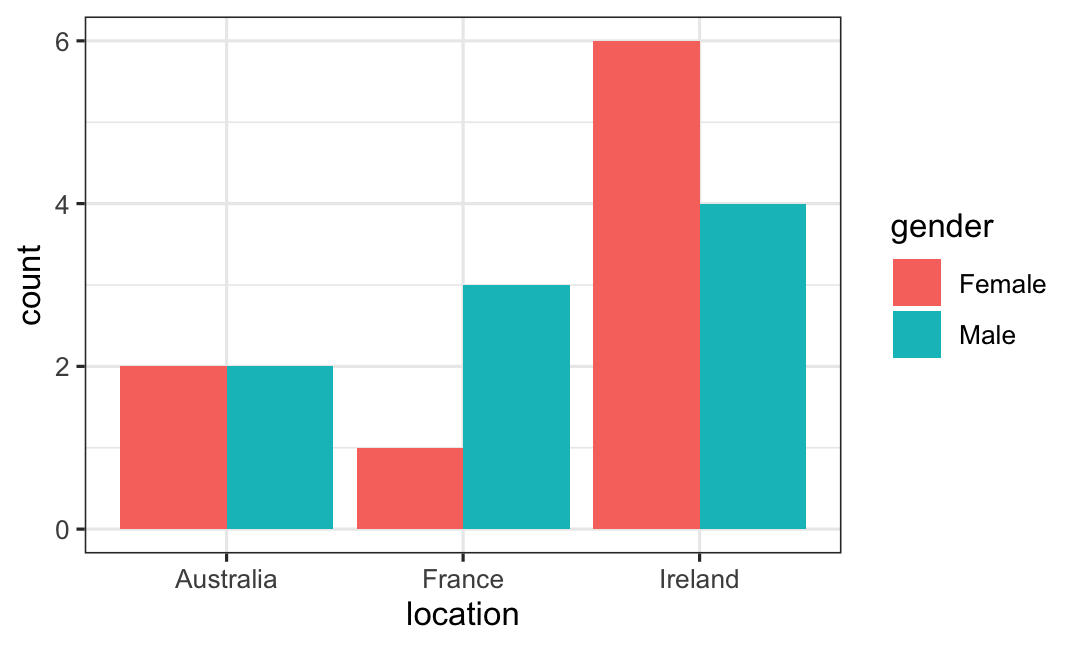 6
4
2
0
count
Australia
France
Ireland
location
gender
Female
Male